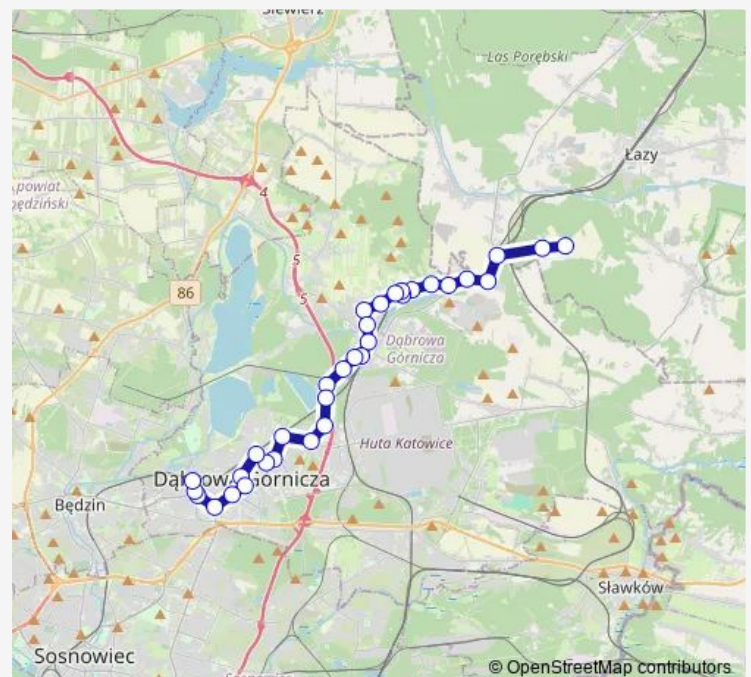 Siewierz
Las Porębski
Łazy
powiat
będziński
4
5
86
5
Dąbrowa
Górnicza
Huta Katowice
Dąbrowa Górnicza
Będzin
Sławków
Sosnowiec
Sosnowiec
© OpenStreetMap contributors